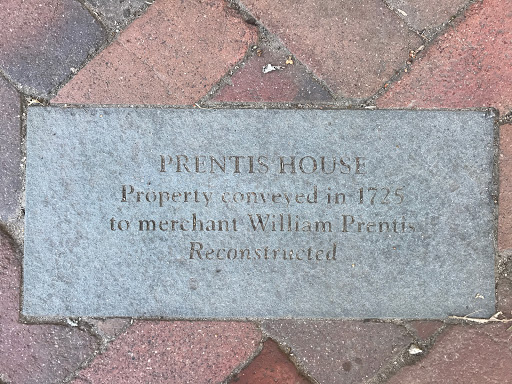 PRENTIS HOUSE
Property conveyed in 1725
to merchant William Prentis
Reconstructed